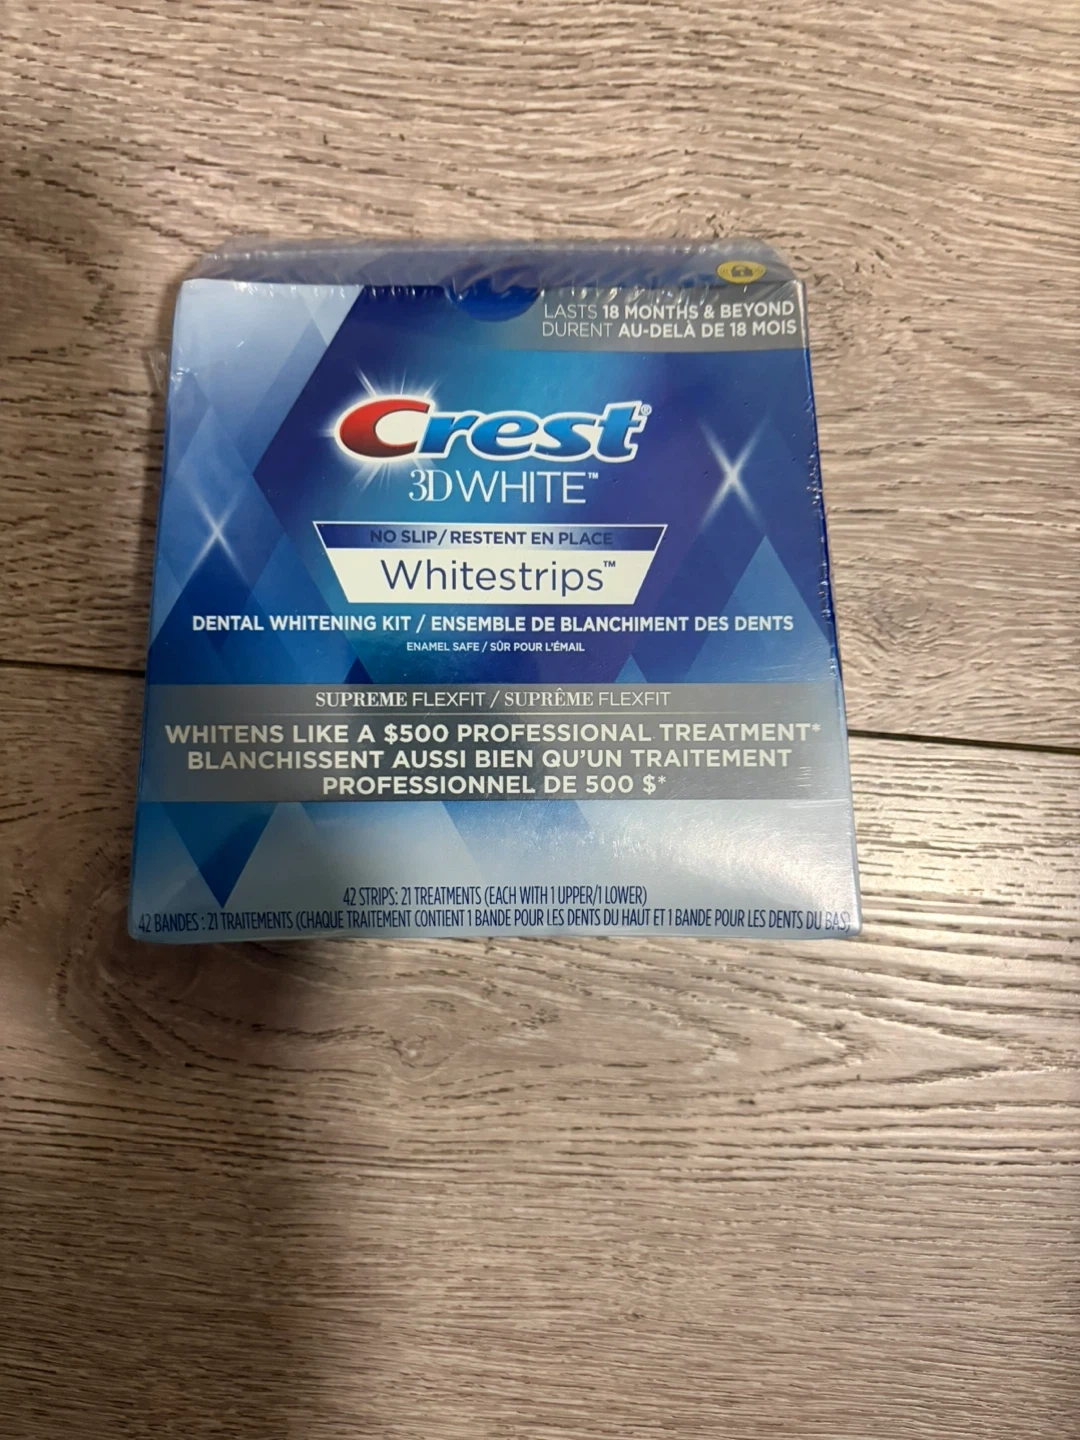 LASTS 18 MONTHS & BEYOND
DURENT AU-DELÀ DE 18 MOIS
Crest®
3DWHITE™
NO SLIP/RESTENT EN PLACE
Whitestrips™
DENTAL WHITENING KIT / ENSEMBLE DE BLANCHIMENT DES DENTS
ENAMEL SAFE / SÛR POUR L'ÉMAIL
SUPREME FLEXFIT / SUPRÊME FLEXFIT
WHITENS LIKE A $500 PROFESSIONAL TREATMENT*
BLANCHISSENT AUSSI BIEN QU'UN TRAITEMENT
PROFESSIONNEL DE 500 $*
42 STRIPS: 21 TREATMENTS (EACH WITH 1 UPPER/1 LOWER)
42 BANDES : 21 TRAITEMENTS (CHAQUE TRAITEMENT CONTIENT 1 BANDE POUR LES DENTS DU HAUT ET 1 BANDE POUR LES DENTS DU BAS)